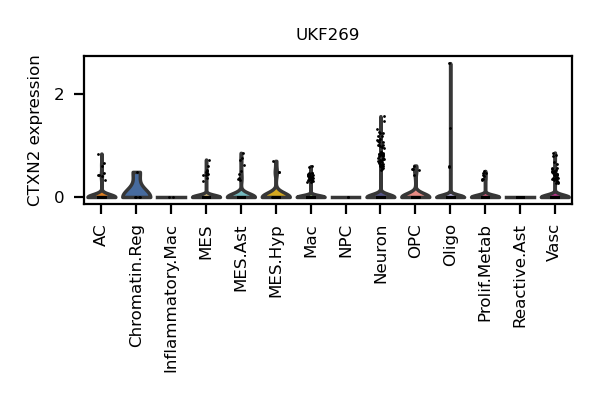 UKF269
CTXN2 expression
2
0
AC
Chromatin.Reg
Inflammatory.Mac
MES
MES.Ast
MES.Hyp
Mac
NPC
Neuron
OPC
Oligo
Prolif.Metab
Reactive.Ast
Vasc